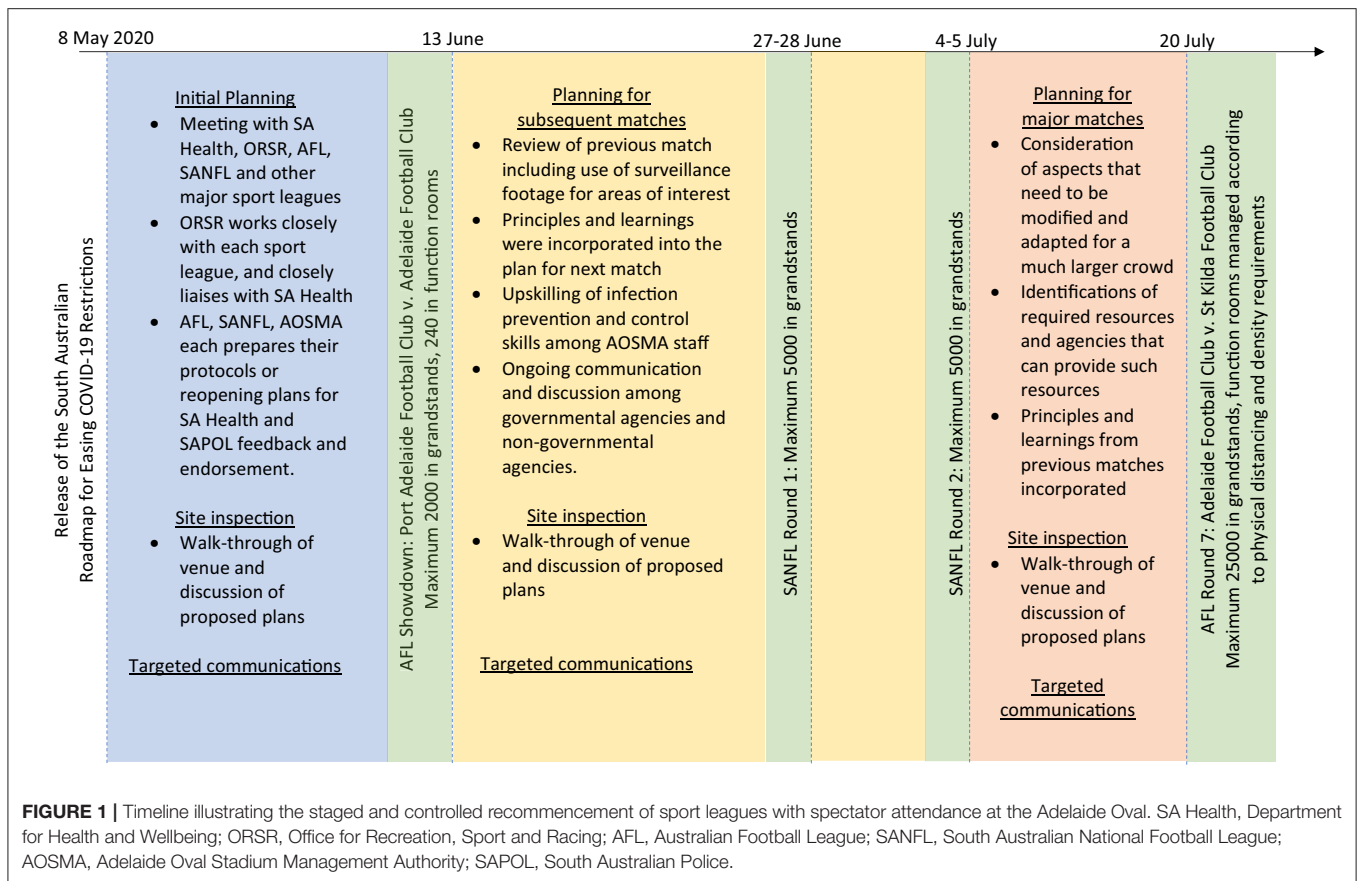 8 May 2020
13 June
27-28 June
4-5 July
20 July
Release of the South Australian
Roadmap for Easing COVID-19 Restrictions
Initial Planning
• Meeting with SA
Health, ORSR, AFL,
SANFL and other
major sport leagues
• ORSR works closely
with each sport
league, and closely
liaises with SA Health
• AFL, SANFL, AOSMA
each prepares their
protocols or
reopening plans for
SA Health and
SAPOL feedback and
endorsement.
Site inspection
• Walk-through of
venue and
discussion of
proposed plans
Targeted communications
AFL Showdown: Port Adelaide Football Club v. Adelaide Football Club
Maximum 2000 in grandstands, 240 in function rooms
Planning for
subsequent matches
• Review of previous match
including use of surveillance
footage for areas of interest
• Principles and learnings
were incorporated into the
plan for next match
• Upskilling of infection
prevention and control
skills among AOSMA staff
• Ongoing communication
and discussion among
governmental agencies and
non-governmental
agencies.
Site inspection
• Walk-through of venue
and discussion of proposed
plans
Targeted communications
SANFL Round 1: Maximum 5000 in grandstands
SANFL Round 2: Maximum 5000 in grandstands
Planning for
major matches
• Consideration
of aspects that
need to be
modified and
adapted for a
much larger crowd
• Identifications of
required resources
and agencies that
can provide such
resources
• Principles and
learnings from
previous matches
incorporated
Site inspection
• Walk-through of
venue and
discussion of
proposed plans
Targeted
communications
AFL Round 7: Adelaide Football Club v. St Kilda Football Club
Maximum 25000 in grandstands, function rooms managed according
to physical distancing and density requirements
FIGURE 1 | Timeline illustrating the staged and controlled recommencement of sport leagues with spectator attendance at the Adelaide Oval. SA Health, Department
for Health and Wellbeing; ORSR, Office for Recreation, Sport and Racing; AFL, Australian Football League; SANFL, South Australian National Football League;
AOSMA, Adelaide Oval Stadium Management Authority; SAPOL, South Australian Police.